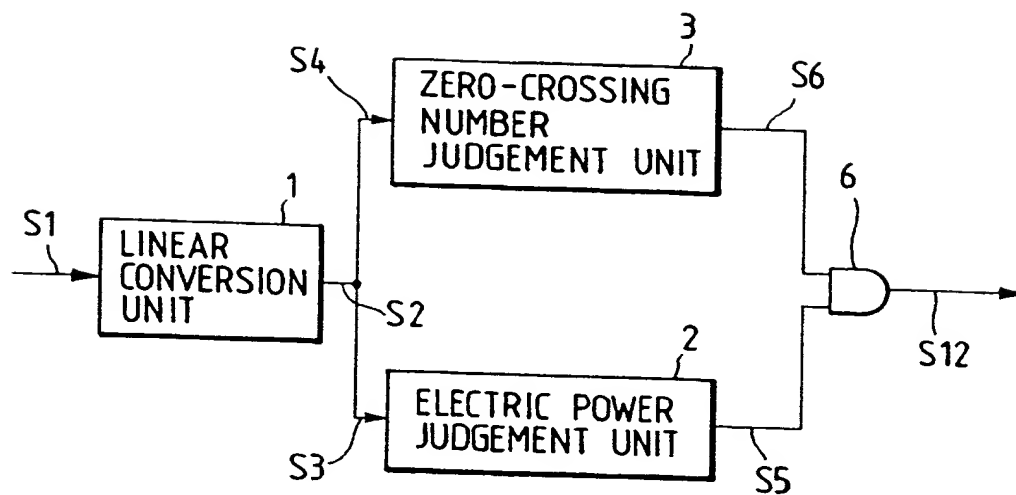 3
S4
ZERO-CROSSING
NUMBER
JUDGEMENT UNIT
S6
1
6
S1
LINEAR
CONVERSION
UNIT
S2
S12
2
ELECTRIC POWER
JUDGEMENT UNIT
S3
S5